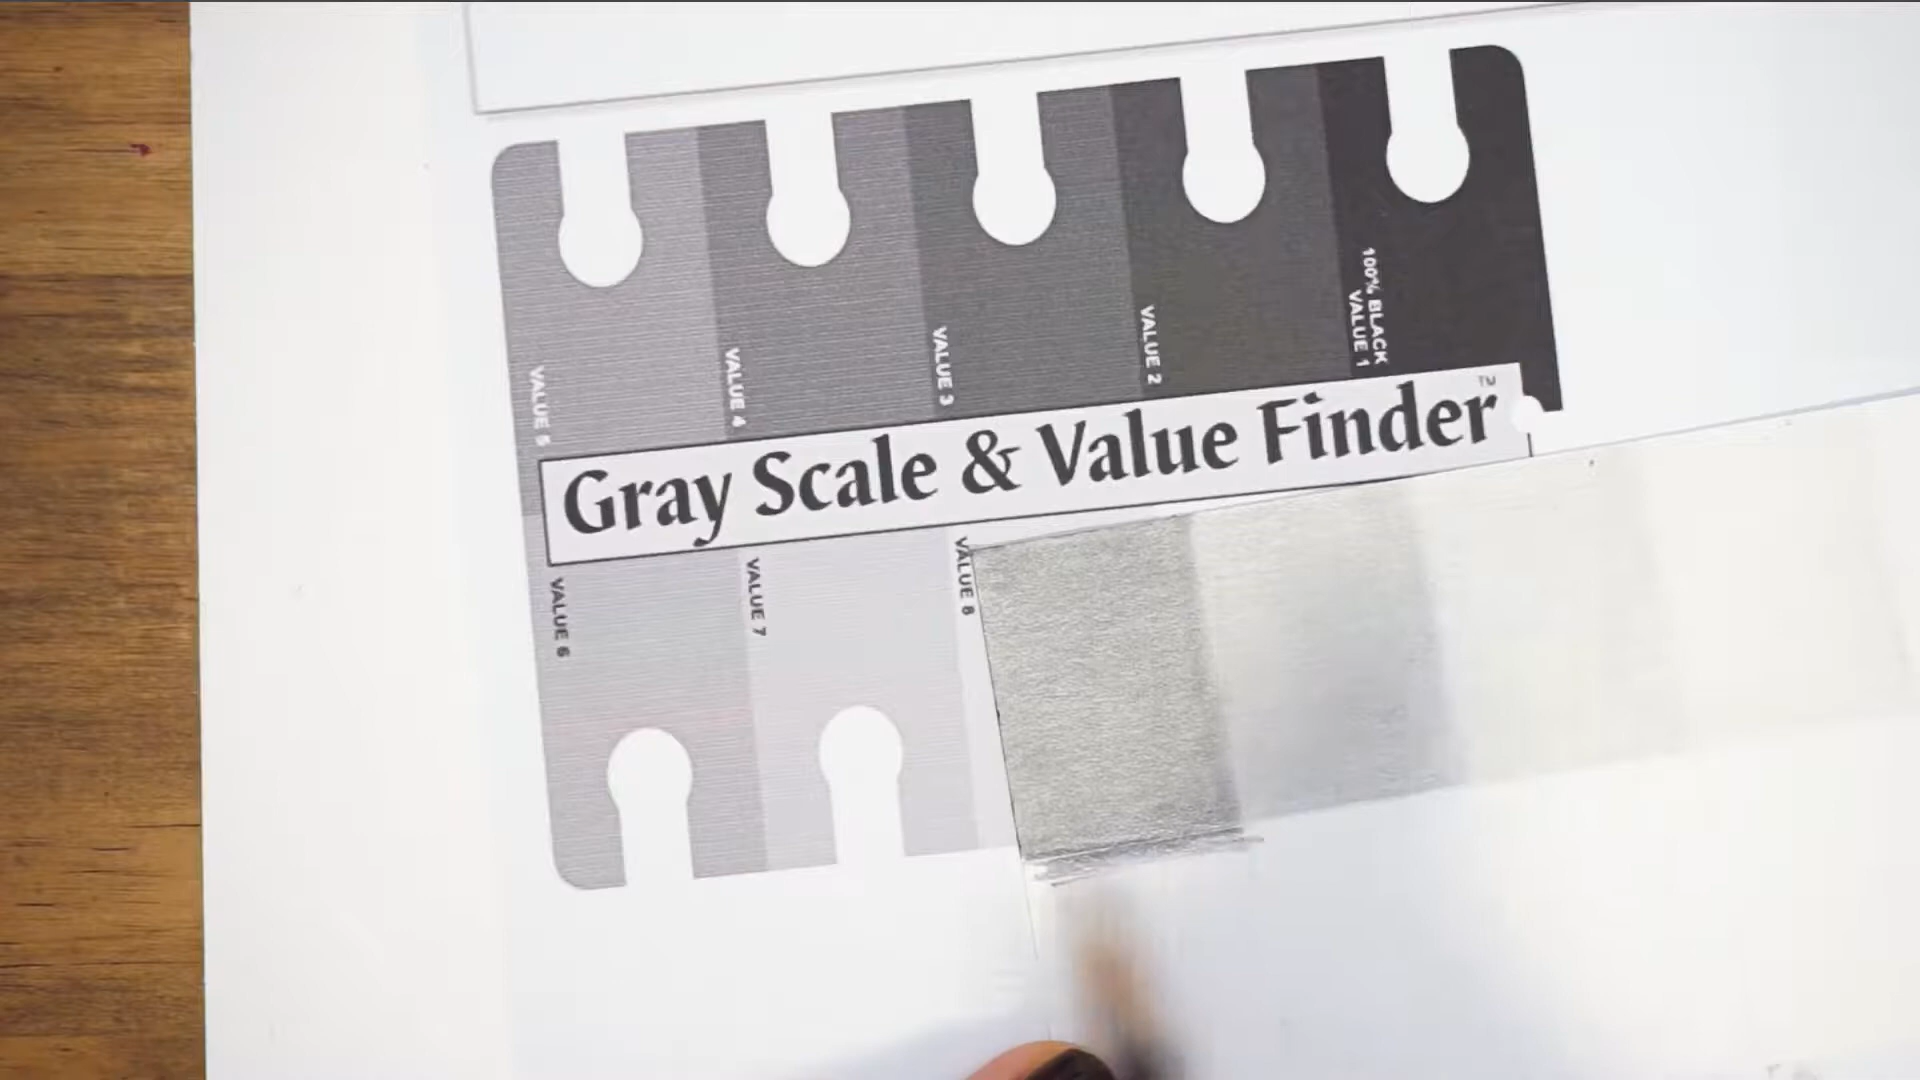 VALUE 5
VALUE 4
VALUE 3
VALUE 2
100% BLACK
VALUE 1
Gray Scale & Value Finder™
VALUE 6
VALUE 7
VALUE 8